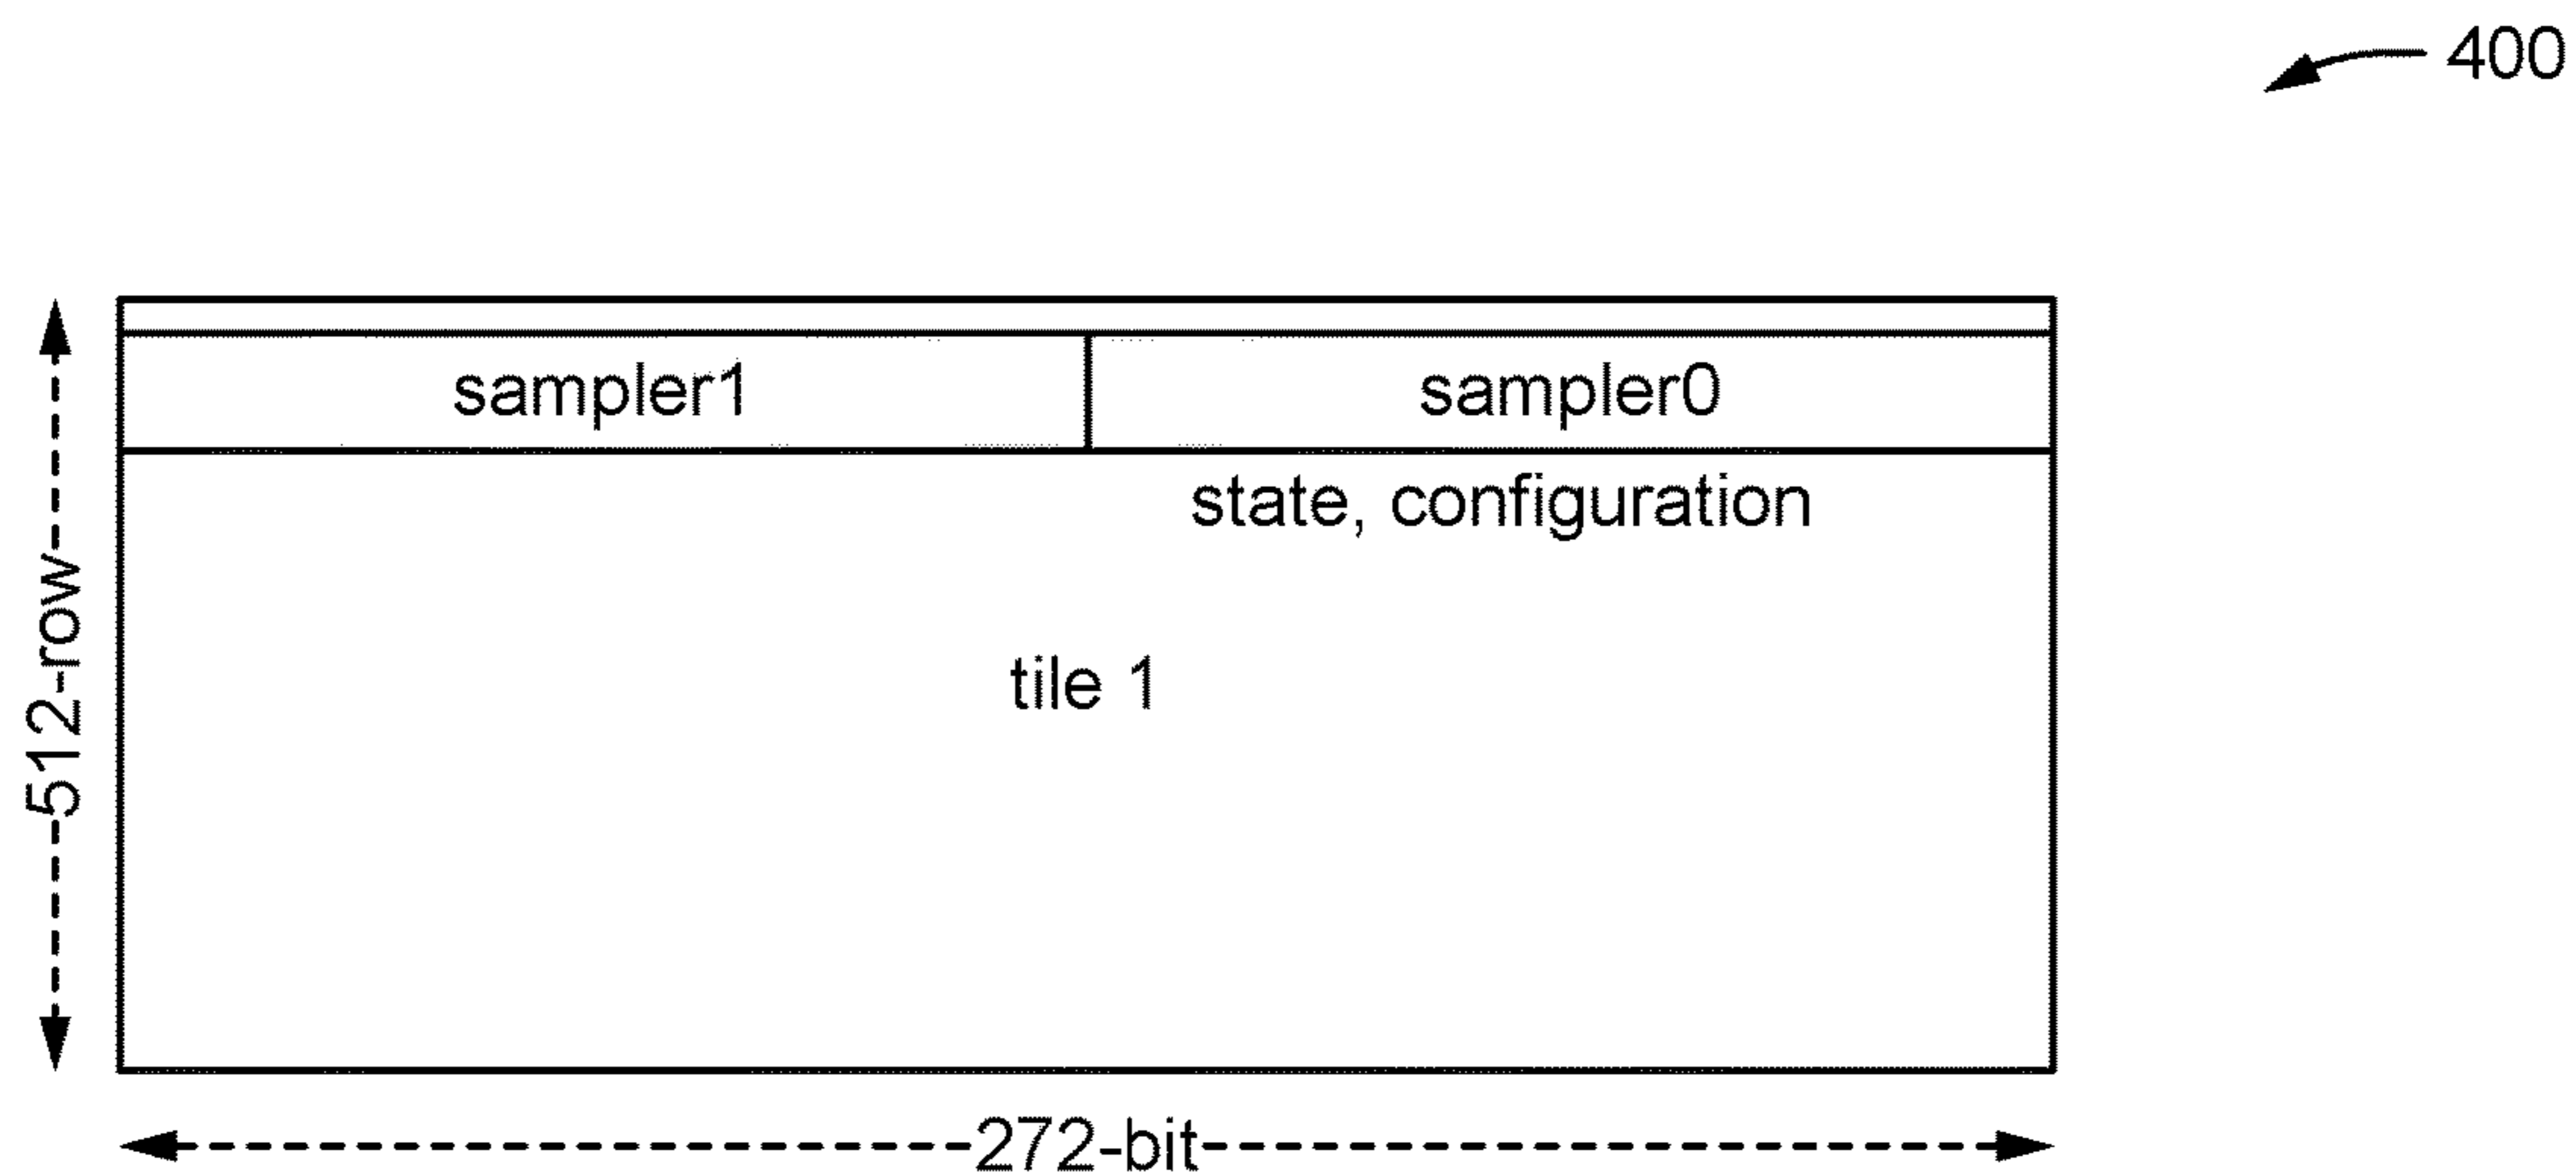 400
sampler1
sampler0
state, configuration
512-row
tile 1
272-bit